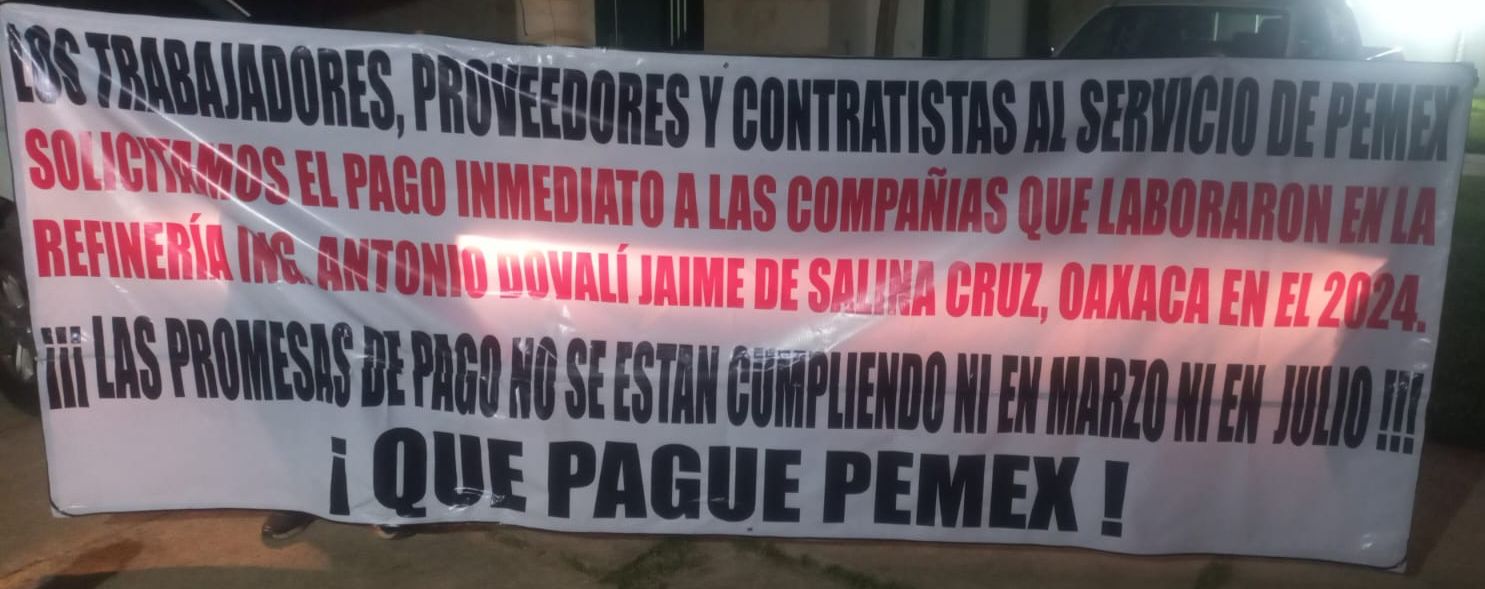 LOS TRABAJADORES, PROVEEDORES Y CONTRATISTAS AL SERVICIO DE PEMEX
SOLICITAMOS EL PAGO INMEDIATO A LAS COMPAÑIAS QUE LABORARON EN LA
REFINERÍA ING. ANTONIO DOVALÍ JAIME DE SALINA CRUZ, OAXACA EN EL 2024.
¡¡¡ LAS PROMESAS DE PAGO NO SE ESTAN CUMPLIENDO NI EN MARZO NI EN JULIO !!!
¡ QUE PAGUE PEMEX !